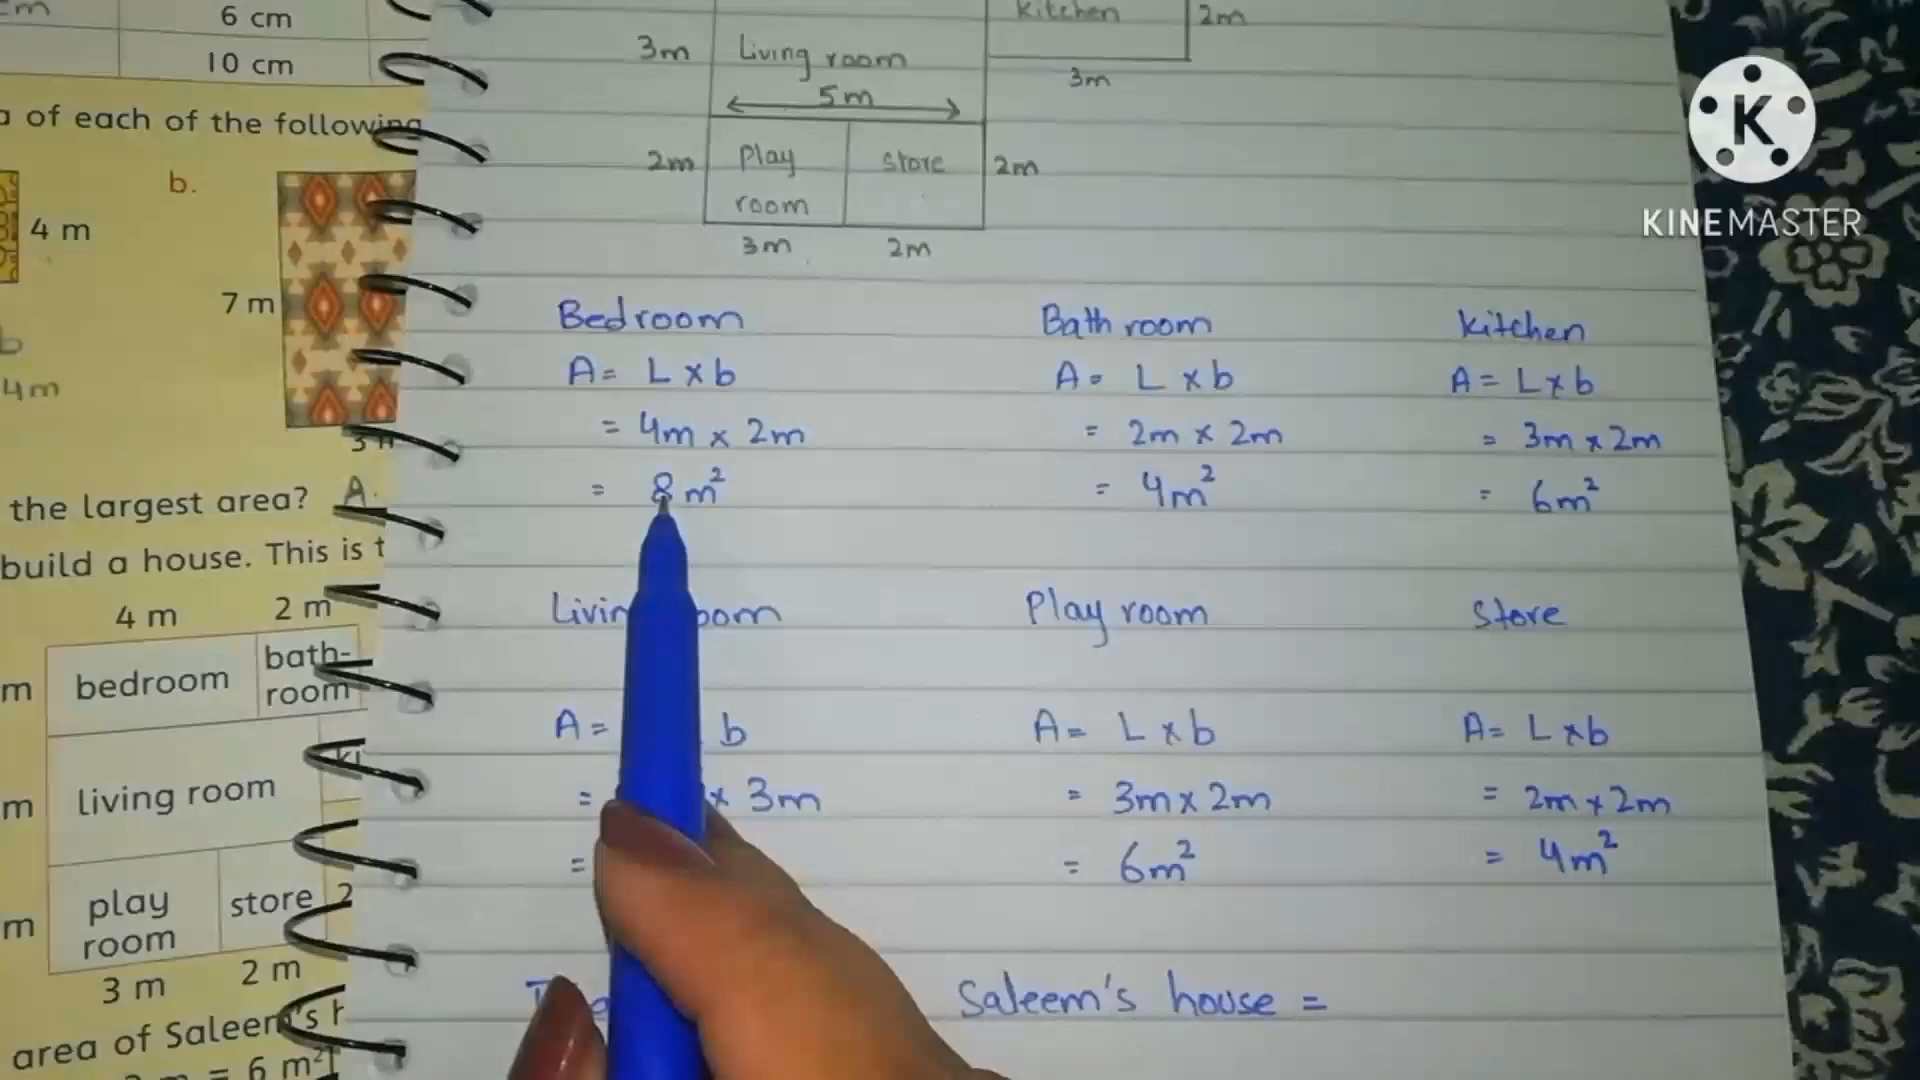 6 cm
10 cm
of each of the following
b.
4 m
7 m
4m
the largest area? A.
build a house. This is t
4 m 2 m
bedroom bath-
room
m
living room
m
play
room
store 2
m
3 m 2 m
area of Saleem's h
= 6 m²
Kitchen 2m
3m
3m Living room
5m
2m Play
room
store 2m
3m 2m
Bedroom
A = L x b
= 4m x 2m
= 8m²
Bath room
A = L x b
= 2m x 2m
= 4m²
Kitchen
A = L x b
= 3m x 2m
= 6m²
A = b
= x 3m
=
Play room
A = L x b
= 3m x 2m
= 6m²
Store
A = L x b
= 2m x 2m
= 4m²
Saleem's house =
K
KINEMASTER